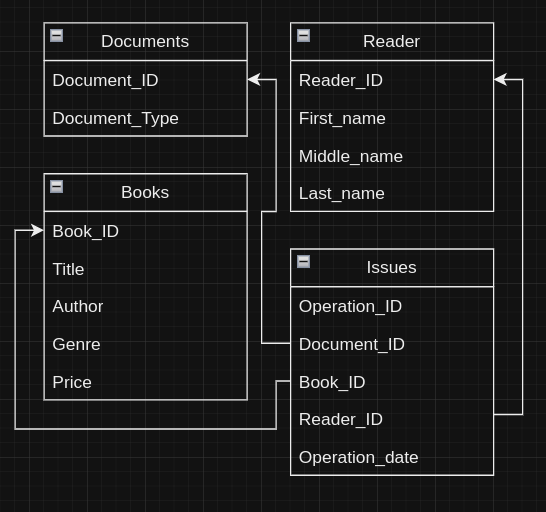 Documents
Document_ID
Document_Type
Reader
Reader_ID
First_name
Middle_name
Last_name
Books
Book_ID
Title
Author
Genre
Price
Issues
Operation_ID
Document_ID
Book_ID
Reader_ID
Operation_date